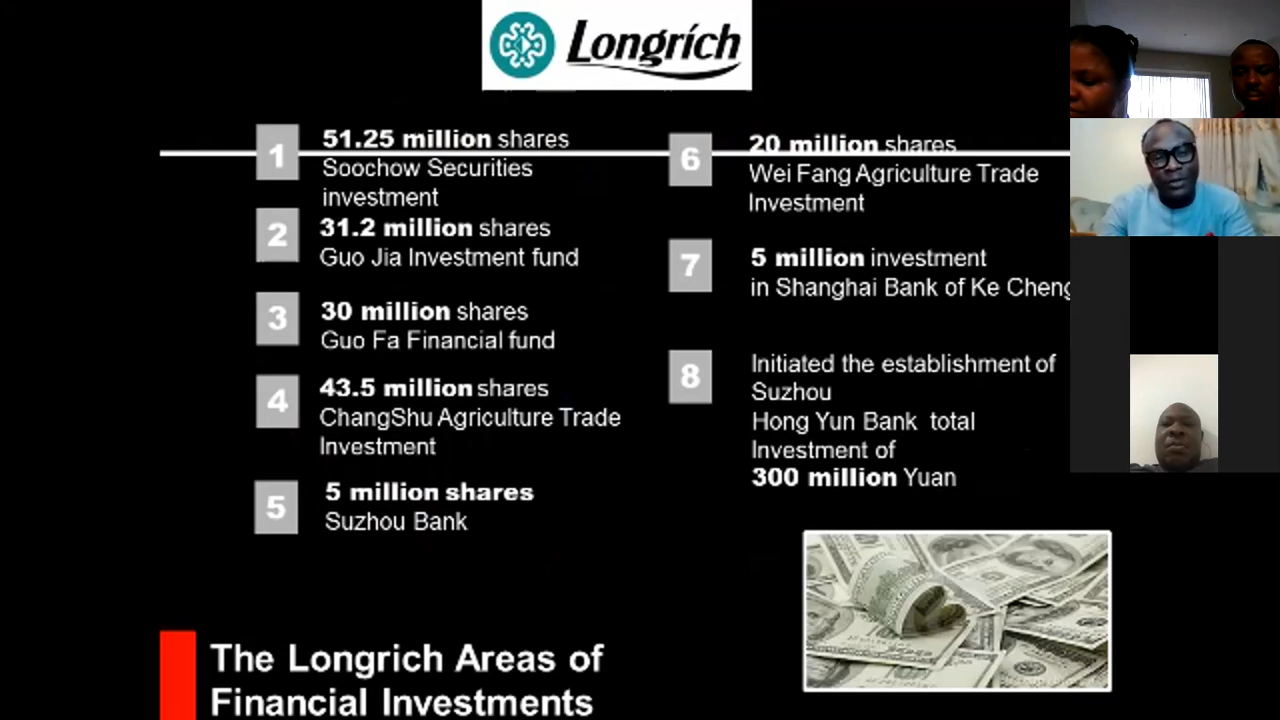 Longrích
1
51.25 million shares
Soochow Securities
investment
2
31.2 million shares
Guo Jia Investment fund
3
30 million shares
Guo Fa Financial fund
4
43.5 million shares
ChangShu Agriculture Trade
Investment
5
5 million shares
Suzhou Bank
6
20 million shares
Wei Fang Agriculture Trade
Investment
7
5 million investment
in Shanghai Bank of Ke Cheng
8
Initiated the establishment of
Suzhou
Hong Yun Bank total
Investment of
300 million Yuan
The Longrich Areas of
Financial Investments